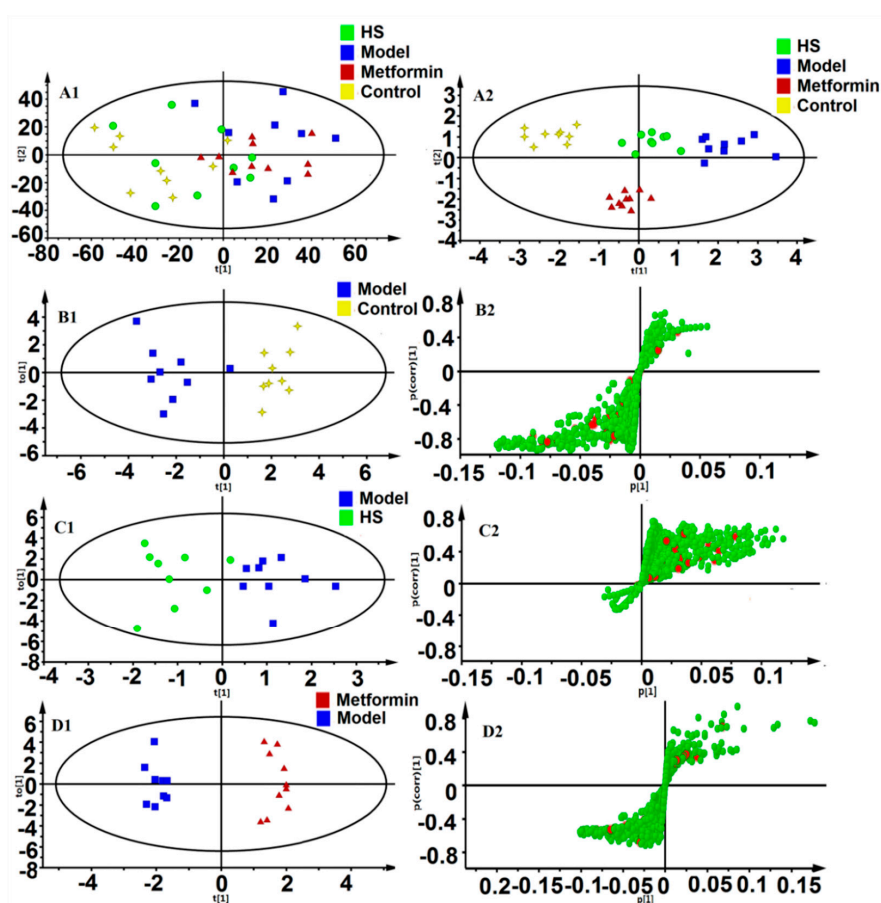 HS
Model
Metformin
Control
A1
40
20
0
-20
-40
-60
t[2]
-80 -60 -40 -20 0 20 40 60
t[1]
HS
Model
Metformin
Control
A2
3
2
1
0
-1
-2
-3
-4
t[2]
-4 -3 -2 -1 0 1 2 3 4
t[1]
Model
Control
B1
4
2
0
-2
-4
-6
to[1]
-6 -4 -2 0 2 4 6
t[1]
B2
0.8
0.4
0
-0.4
-0.8
p(corr)[1]
-0.15 -0.1 -0.05 0 0.05 0.1
p[1]
Model
HS
C1
6
4
2
0
-2
-4
-6
-8
to[1]
-4 -3 -2 -1 0 1 2 3
t[1]
C2
0.8
0.4
0
-0.4
-0.8
p(corr)[1]
-0.15 -0.1 -0.05 0 0.05 0.1
p[1]
Metformin
Model
D1
6
4
2
0
-2
-4
-6
-8
to[1]
-4 -2 0 2 4
t[1]
D2
0.8
0.4
0
-0.4
-0.8
p(corr)[1]
0.2 -0.15 -0.1 -0.05 0 0.05 0.1 0.15
p[1]